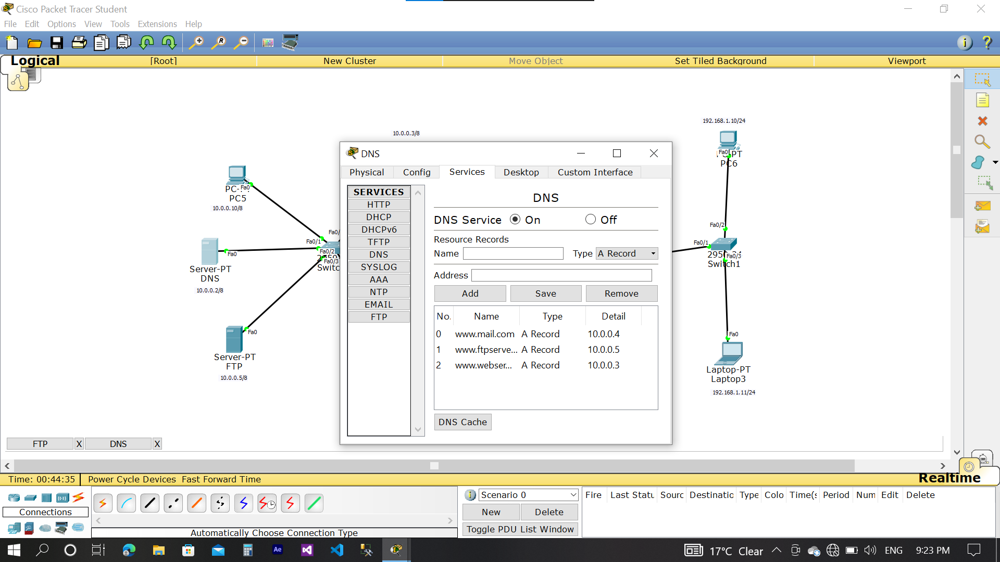 Cisco Packet Tracer Student
File Edit Options View Tools Extensions Help
Logical [Root] New Cluster Move Object Set Tiled Background Viewport
192.168.1.10/24
10.0.0.3/8
Fa0
PC6
Fa0
PC5
10.0.0.10/8
Fa0/1
Fa0/2
Fa0/3
Fa0
Server-PT
DNS
10.0.0.2/8
Fa0
Server-PT
FTP
10.0.0.5/8
DNS
Physical Config Services Desktop Custom Interface
SERVICES
HTTP
DHCP
DHCPv6
TFTP
DNS
SYSLOG
AAA
NTP
EMAIL
FTP
DNS
DNS Service On Off
Resource Records
Name Type A Record
Address
Add Save Remove
No. Name Type Detail
0 www.mail.com A Record 10.0.0.4
1 www.ftpserve... A Record 10.0.0.5
2 www.webser... A Record 10.0.0.3
DNS Cache
Fa0/2
Fa0/1
Fa0/3
Switch1
Fa0
Laptop-PT
Laptop3
192.168.1.11/24
FTP X DNS X
Time: 00:44:35 Power Cycle Devices Fast Forward Time Realtime
Connections
Automatically Choose Connection Type
Scenario 0
New Delete
Toggle PDU List Window
Fire Last Statu Sourc Destinatio Type Colo Time(s Period Num Edit Delete
Ae 17°C Clear ENG 9:23 PM